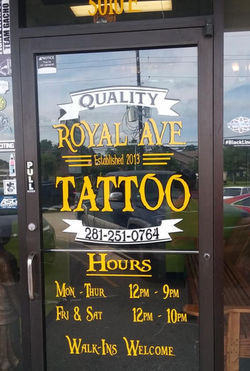 QUALITY
ROYAL AVE
Established 2013
TATTOO
281-251-0764
HOURS
MON - THUR 12PM - 9PM
FRI & SAT 12PM - 10PM
WALK-INS WELCOME
PULL
NOTICE